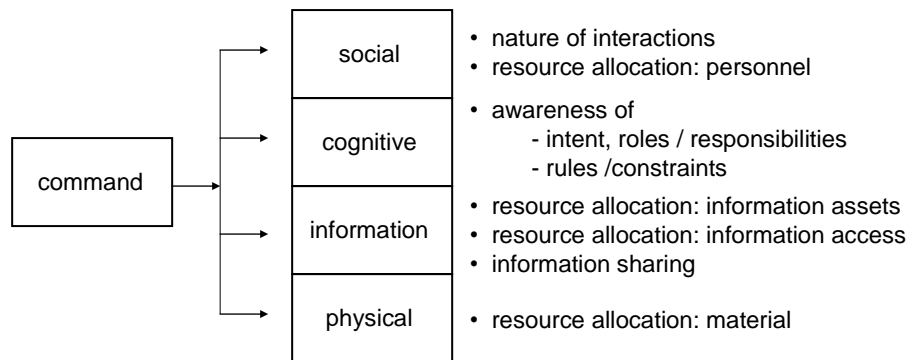 command
social
• nature of interactions
• resource allocation: personnel
cognitive
• awareness of
- intent, roles / responsibilities
- rules /constraints
information
• resource allocation: information assets
• resource allocation: information access
• information sharing
physical
• resource allocation: material